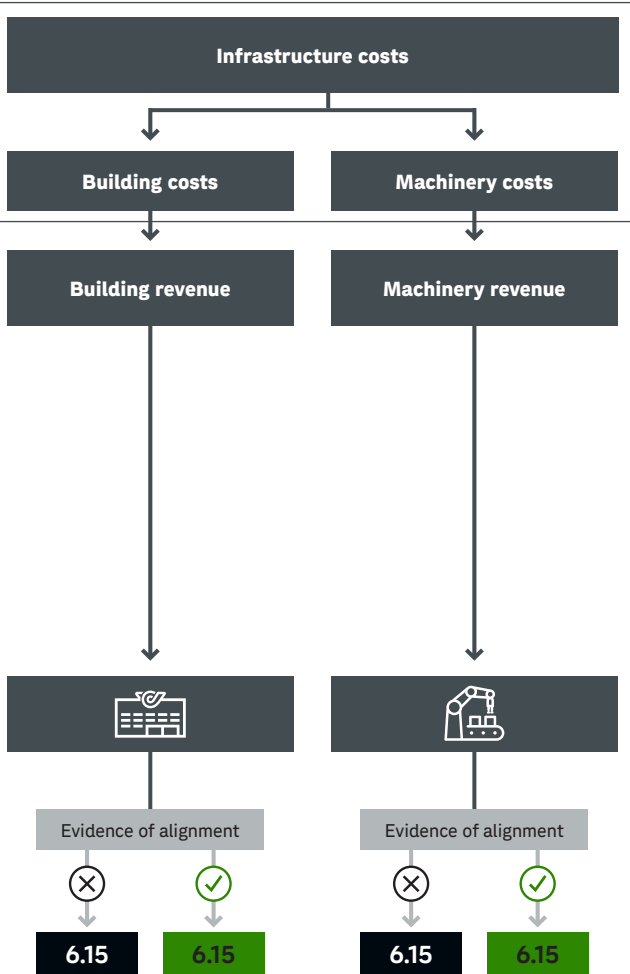 Infrastructure costs
Building costs
Machinery costs
Building revenue
Machinery revenue
Evidence of alignment
Evidence of alignment
6.15
6.15
6.15
6.15